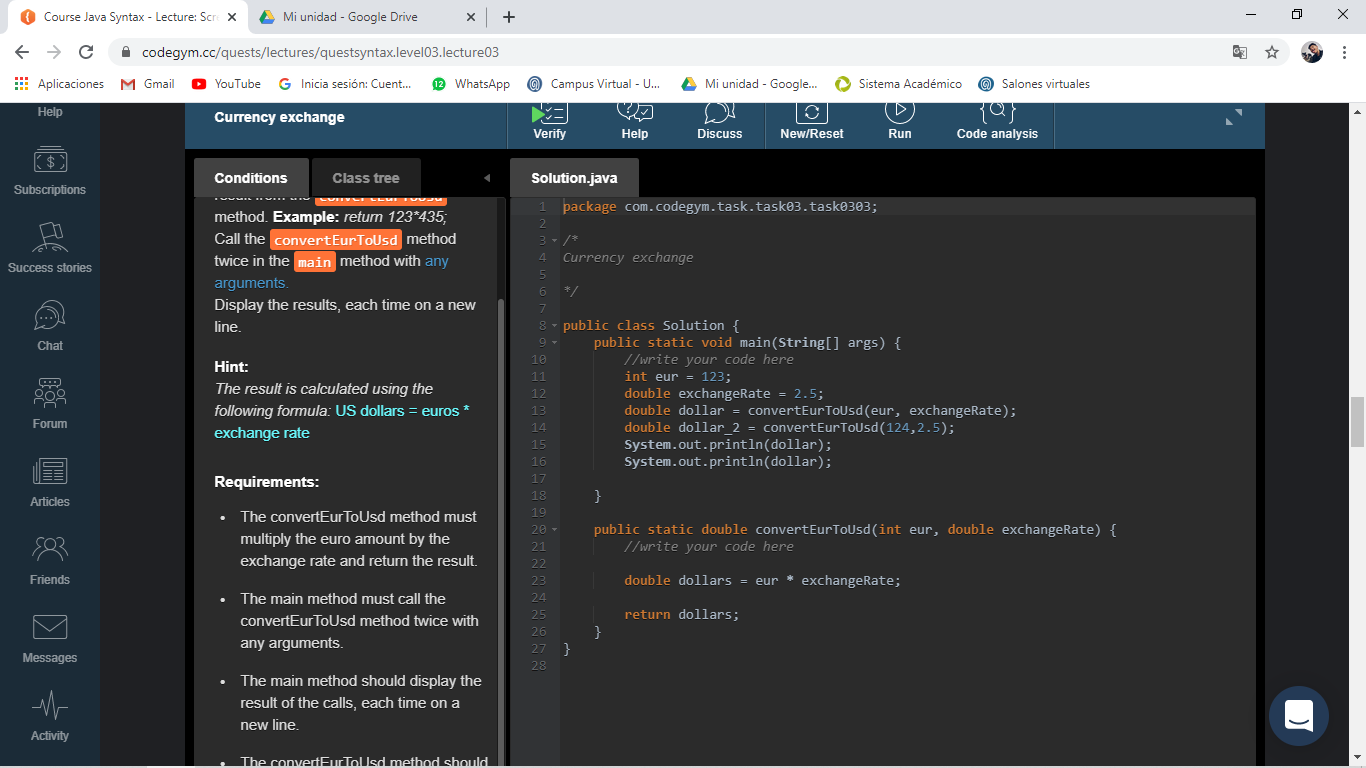 Course Java Syntax - Lecture: Scr
Mi unidad - Google Drive
codegym.cc/quests/lectures/questsyntax.level03.lecture03
Aplicaciones
Gmail
YouTube
Inicia sesión: Cuent...
12
WhatsApp
Campus Virtual - U...
Mi unidad - Google...
Sistema Académico
Salones virtuales
Help
Subscriptions
Success stories
Chat
Forum
Articles
Friends
Messages
Activity
Currency exchange
Verify
Help
Discuss
New/Reset
Run
Code analysis
Conditions
Class tree
result from the convertEurToUsd
method. Example: return 123*435;
Call the convertEurToUsd method
twice in the main method with any
arguments.
Display the results, each time on a new
line.
Hint:
The result is calculated using the
following formula: US dollars = euros *
exchange rate
Requirements:
• The convertEurToUsd method must
multiply the euro amount by the
exchange rate and return the result.
• The main method must call the
convertEurToUsd method twice with
any arguments.
• The main method should display the
result of the calls, each time on a
new line.
• The convertEurToUsd method should
Solution.java
1 package com.codegym.task.task03.task0303;
2
3 /*
4 Currency exchange
5
6 */
7
8 public class Solution {
9     public static void main(String[] args) {
10         //write your code here
11         int eur = 123;
12         double exchangeRate = 2.5;
13         double dollar = convertEurToUsd(eur, exchangeRate);
14         double dollar_2 = convertEurToUsd(124,2.5);
15         System.out.println(dollar);
16         System.out.println(dollar);
17
18     }
19
20     public static double convertEurToUsd(int eur, double exchangeRate) {
21         //write your code here
22
23         double dollars = eur * exchangeRate;
24
25         return dollars;
26     }
27 }
28